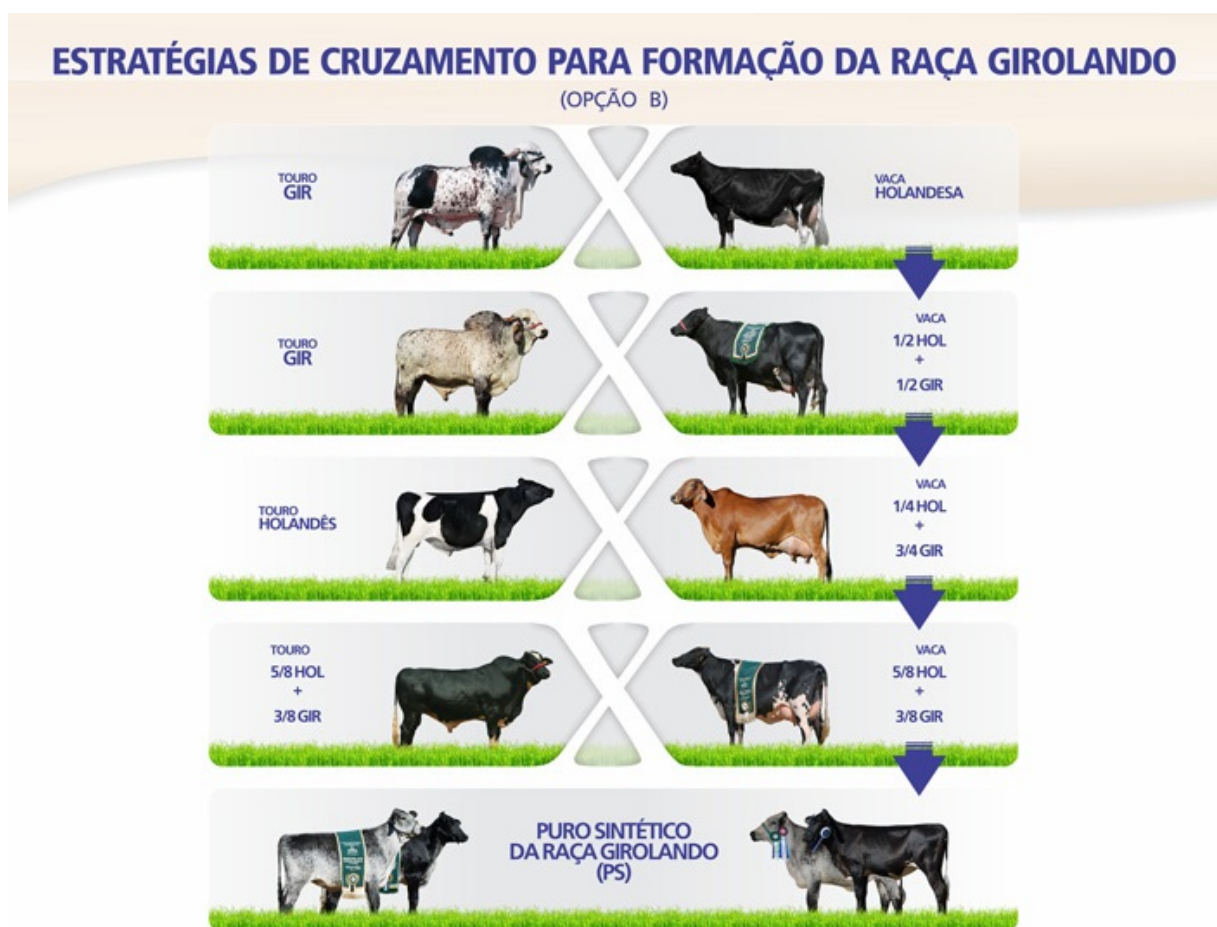 ESTRATÉGIAS DE CRUZAMENTO PARA FORMAÇÃO DA RAÇA GIROLANDO
(OPÇÃO B)
TOURO
GIR
VACA
HOLANDESA
TOURO
GIR
VACA
1/2 HOL
+
1/2 GIR
TOURO
HOLANDÊS
VACA
1/4 HOL
+
3/4 GIR
TOURO
5/8 HOL
+
3/8 GIR
VACA
5/8 HOL
+
3/8 GIR
PURO SINTÉTICO
DA RAÇA GIROLANDO
(PS)